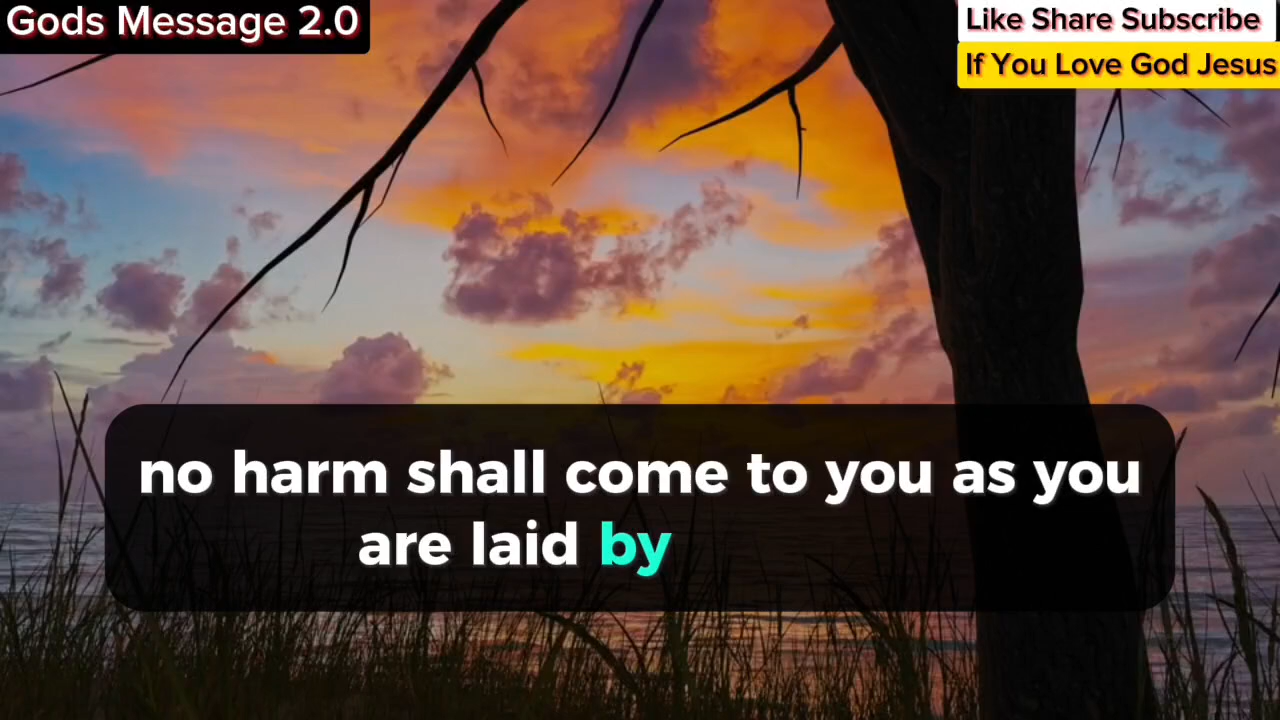 Gods Message 2.0
Like Share Subscribe
If You Love God Jesus
no harm shall come to you as you
are laid by